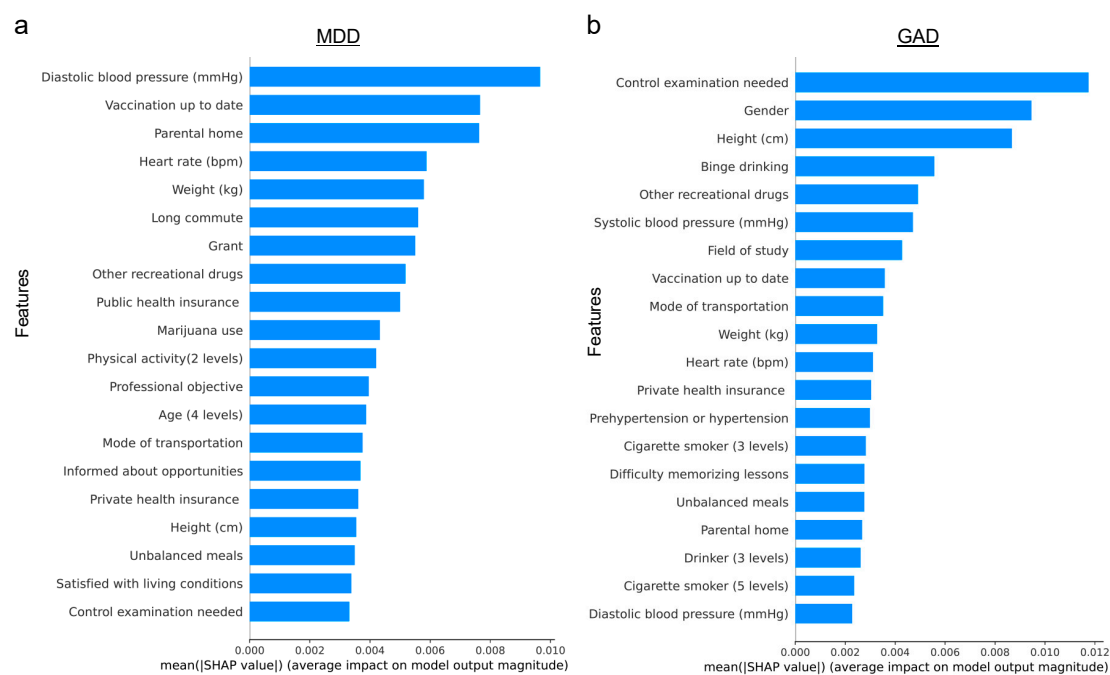 a
MDD
Features
Diastolic blood pressure (mmHg)
Vaccination up to date
Parental home
Heart rate (bpm)
Weight (kg)
Long commute
Grant
Other recreational drugs
Public health insurance
Marijuana use
Physical activity(2 levels)
Professional objective
Age (4 levels)
Mode of transportation
Informed about opportunities
Private health insurance
Height (cm)
Unbalanced meals
Satisfied with living conditions
Control examination needed
0.000 0.002 0.004 0.006 0.008 0.010
mean(|SHAP value|) (average impact on model output magnitude)
b
GAD
Features
Control examination needed
Gender
Height (cm)
Binge drinking
Other recreational drugs
Systolic blood pressure (mmHg)
Field of study
Vaccination up to date
Mode of transportation
Weight (kg)
Heart rate (bpm)
Private health insurance
Prehypertension or hypertension
Cigarette smoker (3 levels)
Difficulty memorizing lessons
Unbalanced meals
Parental home
Drinker (3 levels)
Cigarette smoker (5 levels)
Diastolic blood pressure (mmHg)
0.000 0.002 0.004 0.006 0.008 0.010 0.012
mean(|SHAP value|) (average impact on model output magnitude)